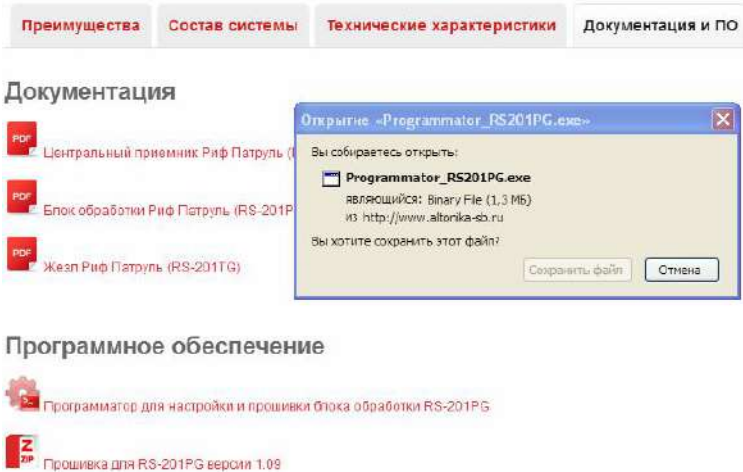 Преимущества Состав системы Технические характеристики Документация и ПО
Документация
PDF Центральный приемник Риф Патруль (
PDF Блок обработки Риф Патруль (RS-201P
PDF Жезл Риф Патруль (RS-201TG)
Открытие «Programmator_RS201PG.exe»
Вы собираетесь открыть:
Programmator_RS201PG.exe
являющийся: Binary File (1,3 МБ)
из http://www.altonika-sb.ru
Вы хотите сохранить этот файл?
Сохранить файл Отмена
Программное обеспечение
Программатор для настройки и прошивки блока обработки RS-201PG
ZIP Прошивка для RS-201PG версии 1.09